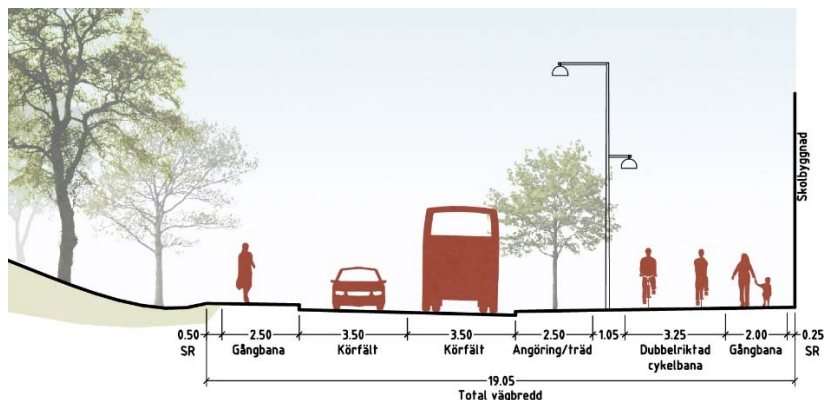 Skolbyggnad
0.50 2.50 3.50 3.50 2.50 1.05 3.25 2.00 0.25
SR Gångbana Körfält Körfält Angöring/träd Dubbelriktad Gångbana SR
cykelbana
19.05
Total vägbredd